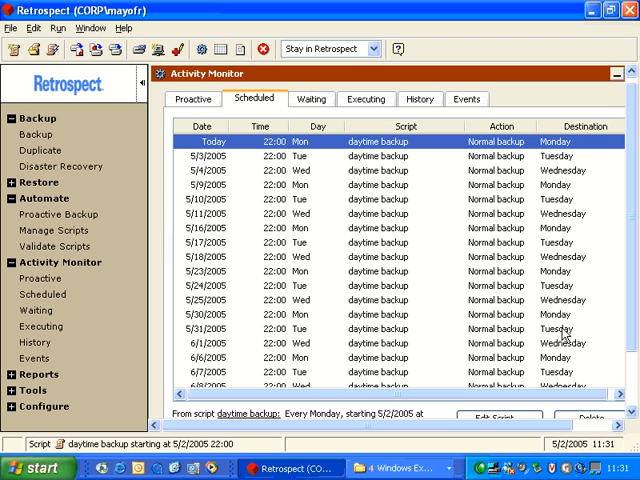 Retrospect (CORP\mayofr)
File Edit Run Window Help
Stay in Retrospect
Retrospect.
Backup
Backup
Duplicate
Disaster Recovery
Restore
Automate
Proactive Backup
Manage Scripts
Validate Scripts
Activity Monitor
Proactive
Scheduled
Waiting
Executing
History
Events
Reports
Tools
Configure
Activity Monitor
Proactive Scheduled Waiting Executing History Events
Date Time Day Script Action Destination
Today 22:00 Mon daytime backup Normal backup Monday
5/3/2005 22:00 Tue daytime backup Normal backup Tuesday
5/4/2005 22:00 Wed daytime backup Normal backup Wednesday
5/9/2005 22:00 Mon daytime backup Normal backup Monday
5/10/2005 22:00 Tue daytime backup Normal backup Tuesday
5/11/2005 22:00 Wed daytime backup Normal backup Wednesday
5/16/2005 22:00 Mon daytime backup Normal backup Monday
5/17/2005 22:00 Tue daytime backup Normal backup Tuesday
5/18/2005 22:00 Wed daytime backup Normal backup Wednesday
5/23/2005 22:00 Mon daytime backup Normal backup Monday
5/24/2005 22:00 Tue daytime backup Normal backup Tuesday
5/25/2005 22:00 Wed daytime backup Normal backup Wednesday
5/30/2005 22:00 Mon daytime backup Normal backup Monday
5/31/2005 22:00 Tue daytime backup Normal backup Tuesday
6/1/2005 22:00 Wed daytime backup Normal backup Wednesday
6/6/2005 22:00 Mon daytime backup Normal backup Monday
6/7/2005 22:00 Tue daytime backup Normal backup Tuesday
6/8/2005 22:00 Wed daytime backup Normal backup Wednesday
From script daytime backup: Every Monday, starting 5/2/2005 at
Edit Script... Delete
Script daytime backup starting at 5/2/2005 22:00
5/2/2005 11:31
start
Retrospect (CO...
4 Windows Ex...
11:31